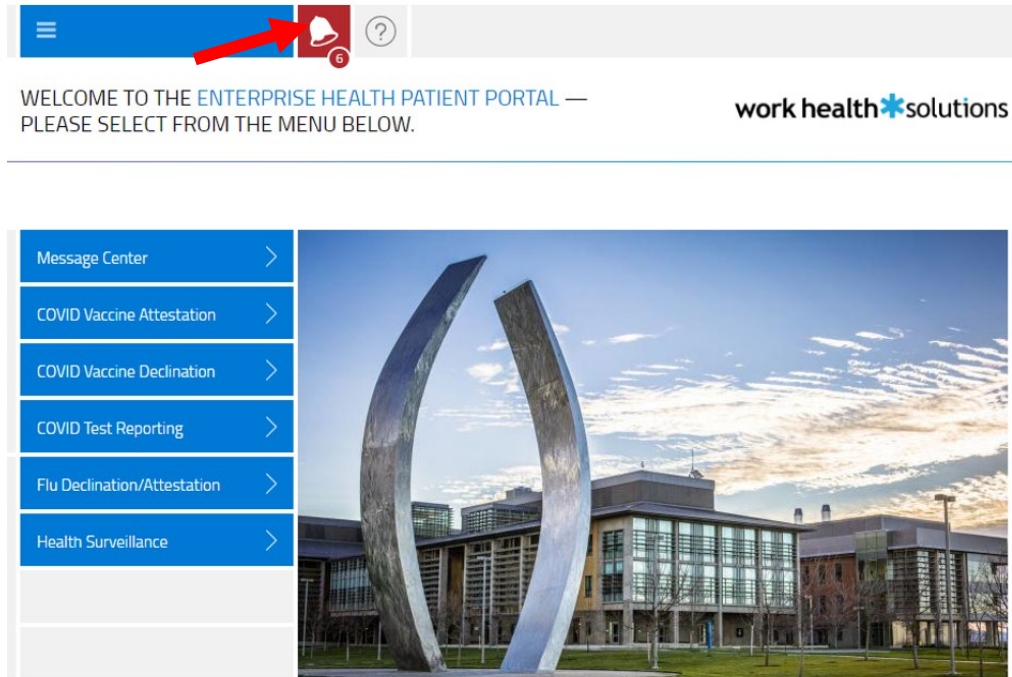 ?
6
WELCOME TO THE ENTERPRISE HEALTH PATIENT PORTAL —
PLEASE SELECT FROM THE MENU BELOW.
work health*solutions
Message Center
COVID Vaccine Attestation
COVID Vaccine Declination
COVID Test Reporting
Flu Declination/Attestation
Health Surveillance